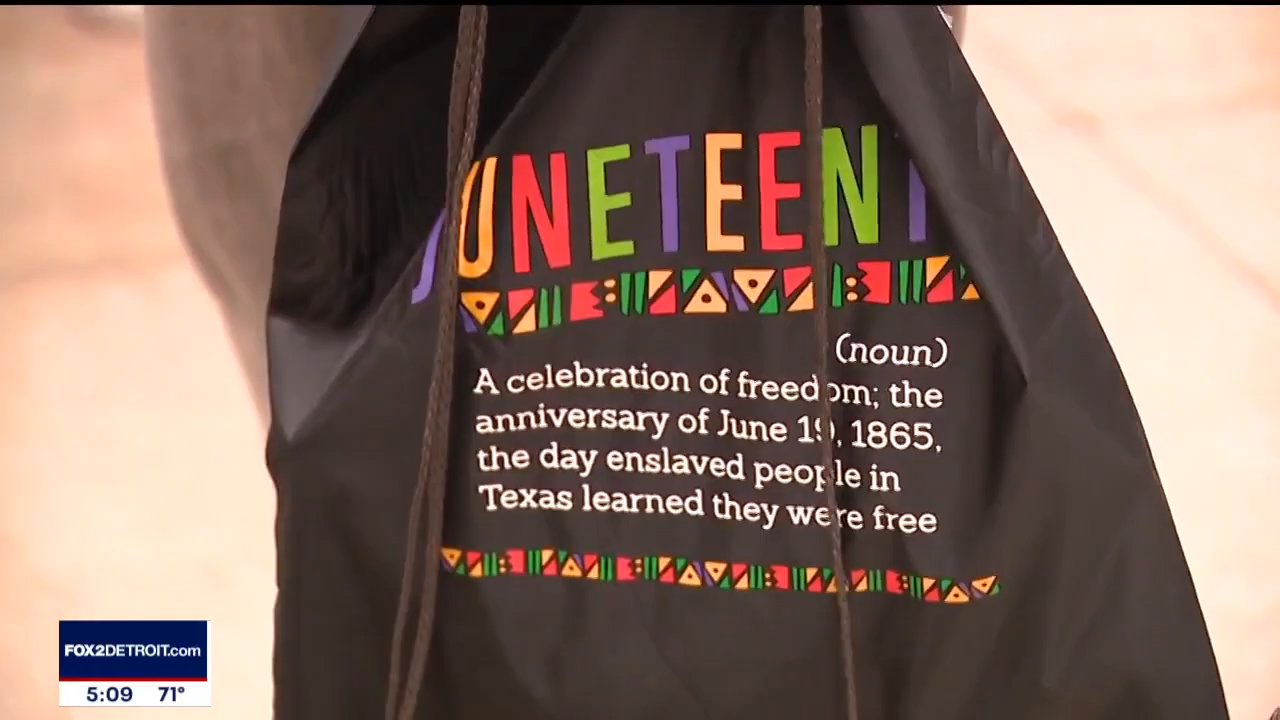 JUNETEENT
(noun)
A celebration of freedom; the
anniversary of June 19, 1865,
the day enslaved people in
Texas learned they were free
FOX2DETROIT.com
5:09 71°